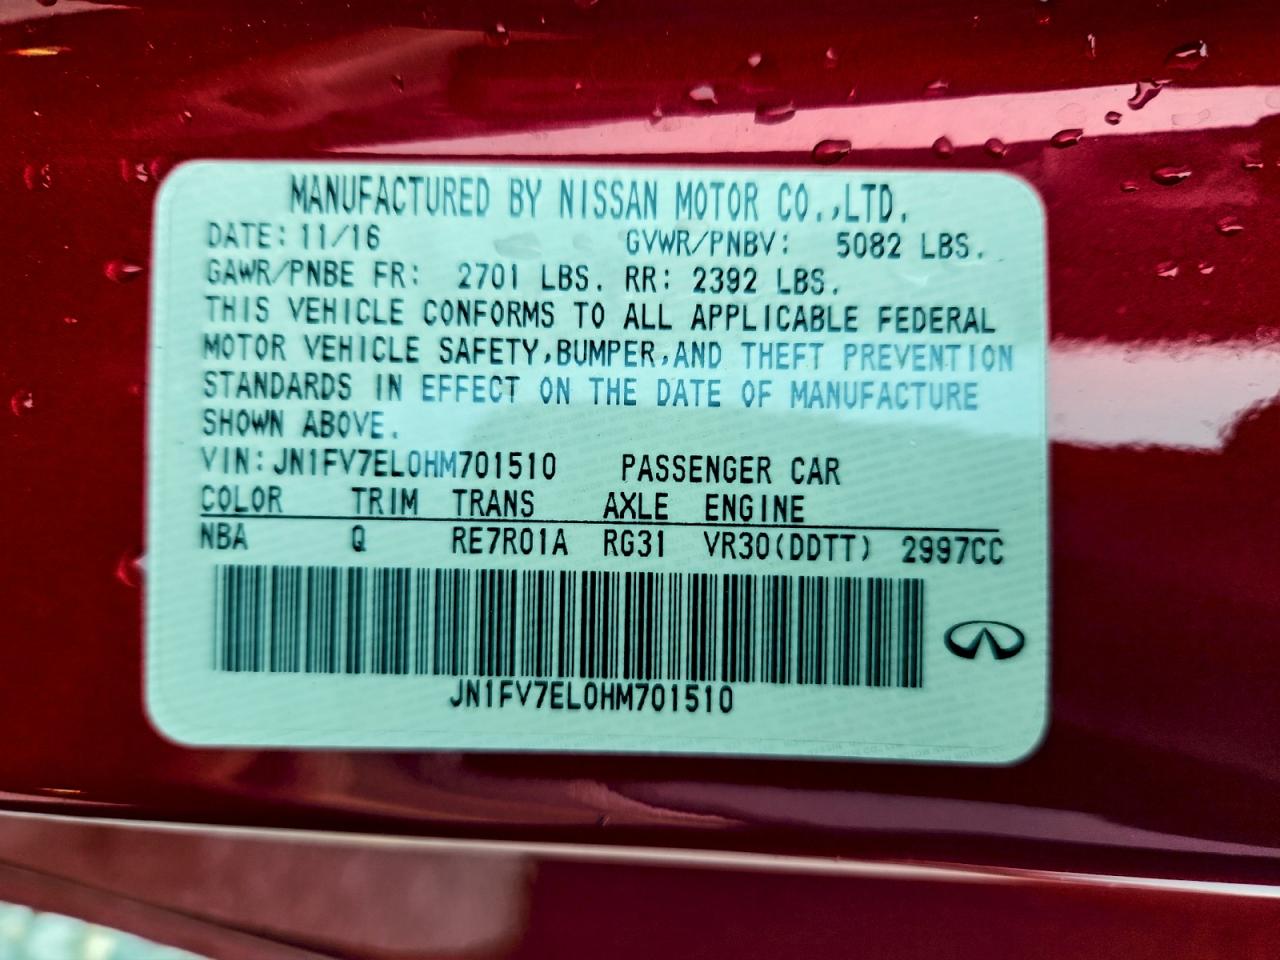 MANUFACTURED BY NISSAN MOTOR CO.,LTD.
DATE: 11/16 GVWR/PNBV: 5082 LBS.
GAWR/PNBE FR: 2701 LBS. RR: 2392 LBS.
THIS VEHICLE CONFORMS TO ALL APPLICABLE FEDERAL
MOTOR VEHICLE SAFETY,BUMPER,AND THEFT PREVENTION
STANDARDS IN EFFECT ON THE DATE OF MANUFACTURE
SHOWN ABOVE.
VIN: JN1FV7EL0HM701510 PASSENGER CAR
COLOR TRIM TRANS AXLE ENGINE
NBA Q RE7R01A RG31 VR30(DDTT) 2997CC
JN1FV7EL0HM701510